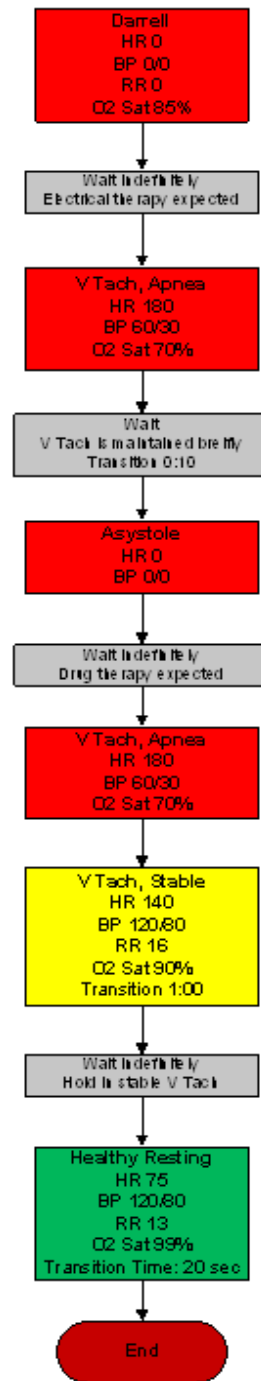 Darrell
HR 0
BP 0/0
RR 0
O2 Sat 85%
Wait Indefinitely
Electrical therapy expected
V Tach, Apnea
HR 180
BP 60/30
O2 Sat 70%
Wait
V Tach is maintained breifly
Transition 0:10
Asystole
HR 0
BP 0/0
Wait Indefinitely
Drug therapy expected
V Tach, Apnea
HR 180
BP 60/30
O2 Sat 70%
V Tach, Stable
HR 140
BP 120/80
RR 16
O2 Sat 90%
Transition 1:00
Wait Indefinitely
Hold in stable V Tach
Healthy Resting
HR 75
BP 120/80
RR 13
O2 Sat 99%
Transition Time: 20 sec
End